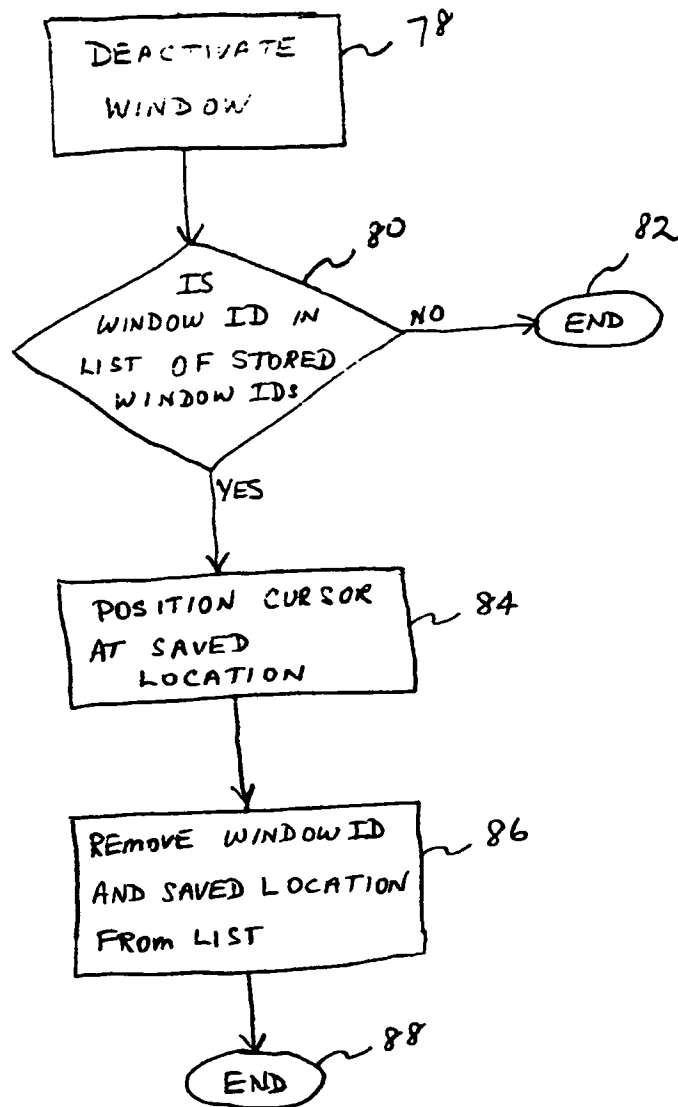 78
DEACTIVATE
WINDOW
80
82
IS
WINDOW ID IN
LIST OF STORED
WINDOW IDs
NO
END
YES
POSITION CURSOR
AT SAVED
LOCATION
84
REMOVE WINDOW ID
AND SAVED LOCATION
FROM LIST
86
END
88